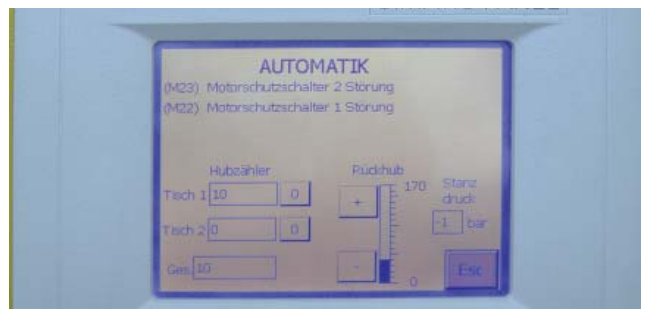 AUTOMATIK
(M23) Motorschutzschalter 2 Störung
(M22) Motorschutzschalter 1 Störung
Hubzähler Rückhub
170 Stanz
Tisch 1 10 0 + druck
-1 bar
Tisch 2 0 0
Ges. 10 - Esc
0